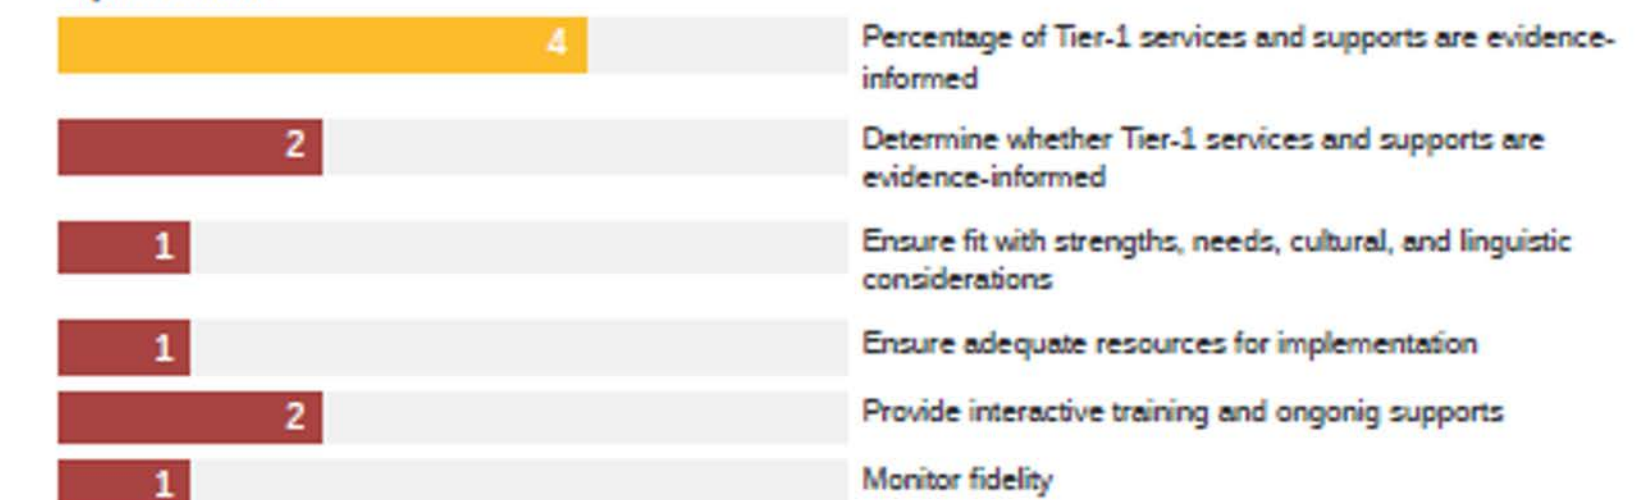 4 Percentage of Tier-1 services and supports are evidence-
informed
2 Determine whether Tier-1 services and supports are
evidence-informed
1 Ensure fit with strengths, needs, cultural, and linguistic
considerations
1 Ensure adequate resources for implementation
2 Provide interactive training and ongonig supports
1 Monitor fidelity